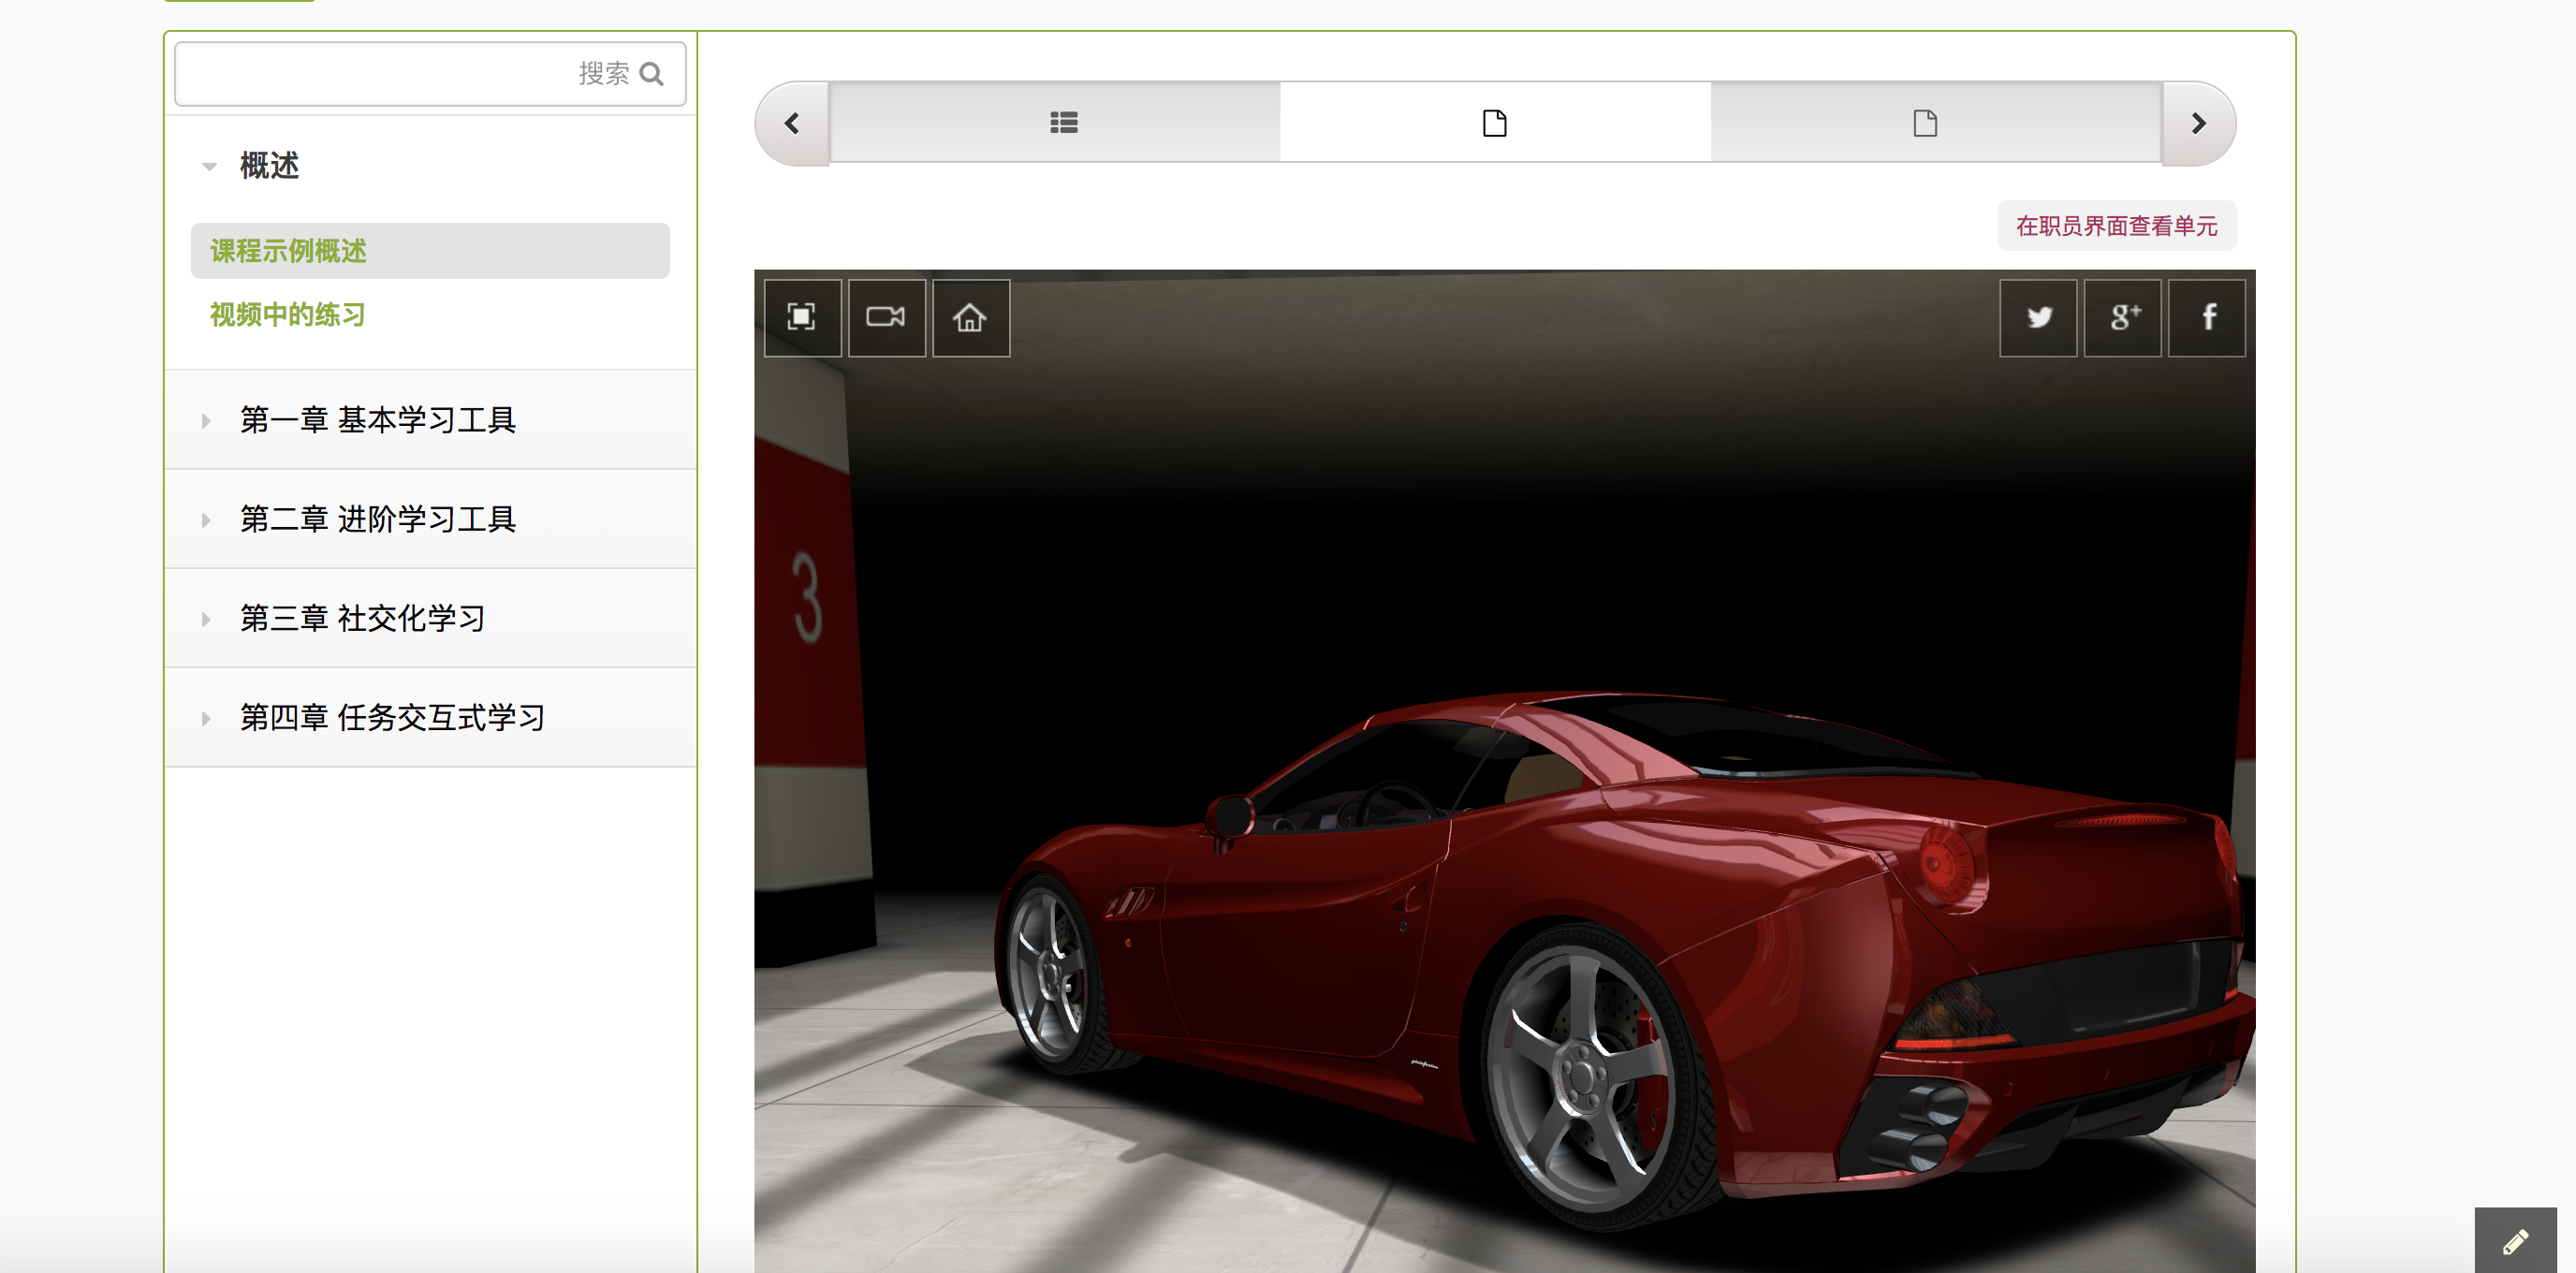 搜索
概述
课程示例概述
视频中的练习
第一章 基本学习工具
第二章 进阶学习工具
第三章 社交化学习
第四章 任务交互式学习
在职员界面查看单元
g+
f
3